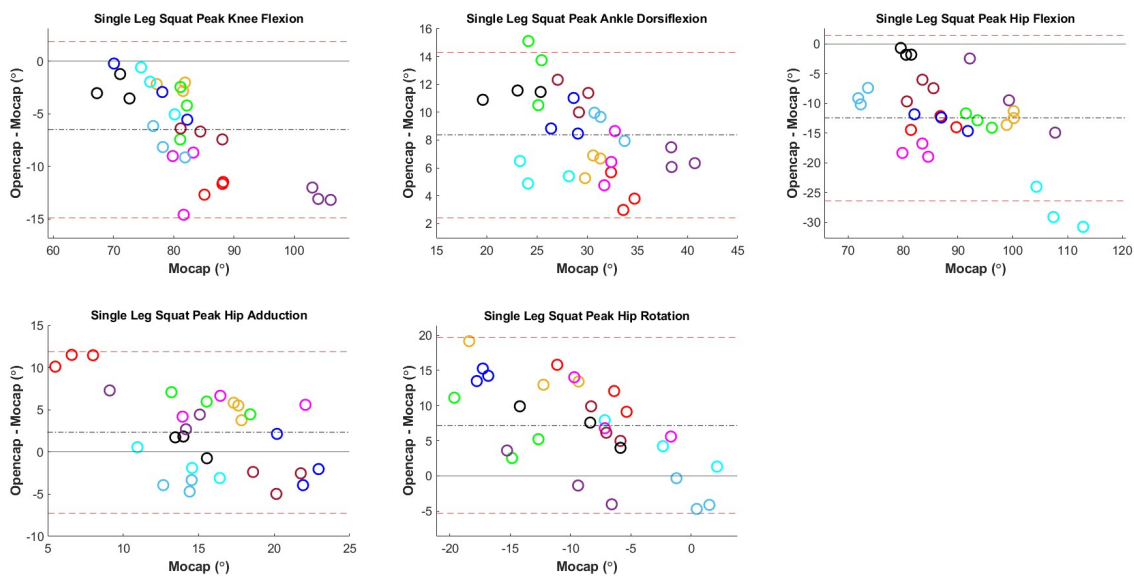 Single Leg Squat Peak Knee Flexion
0
-5
-10
-15
60 70 80 90 100
Mocap (°)
Opencap - Mocap (°)
Single Leg Squat Peak Ankle Dorsiflexion
16
14
12
10
8
6
4
2
15 20 25 30 35 40 45
Mocap (°)
Opencap - Mocap (°)
Single Leg Squat Peak Hip Flexion
0
-5
-10
-15
-20
-25
-30
70 80 90 100 110 120
Mocap (°)
Opencap - Mocap (°)
Single Leg Squat Peak Hip Adduction
15
10
5
0
-5
-10
5 10 15 20 25
Mocap (°)
Opencap - Mocap (°)
Single Leg Squat Peak Hip Rotation
20
15
10
5
0
-5
-20 -15 -10 -5 0
Mocap (°)
Opencap - Mocap (°)